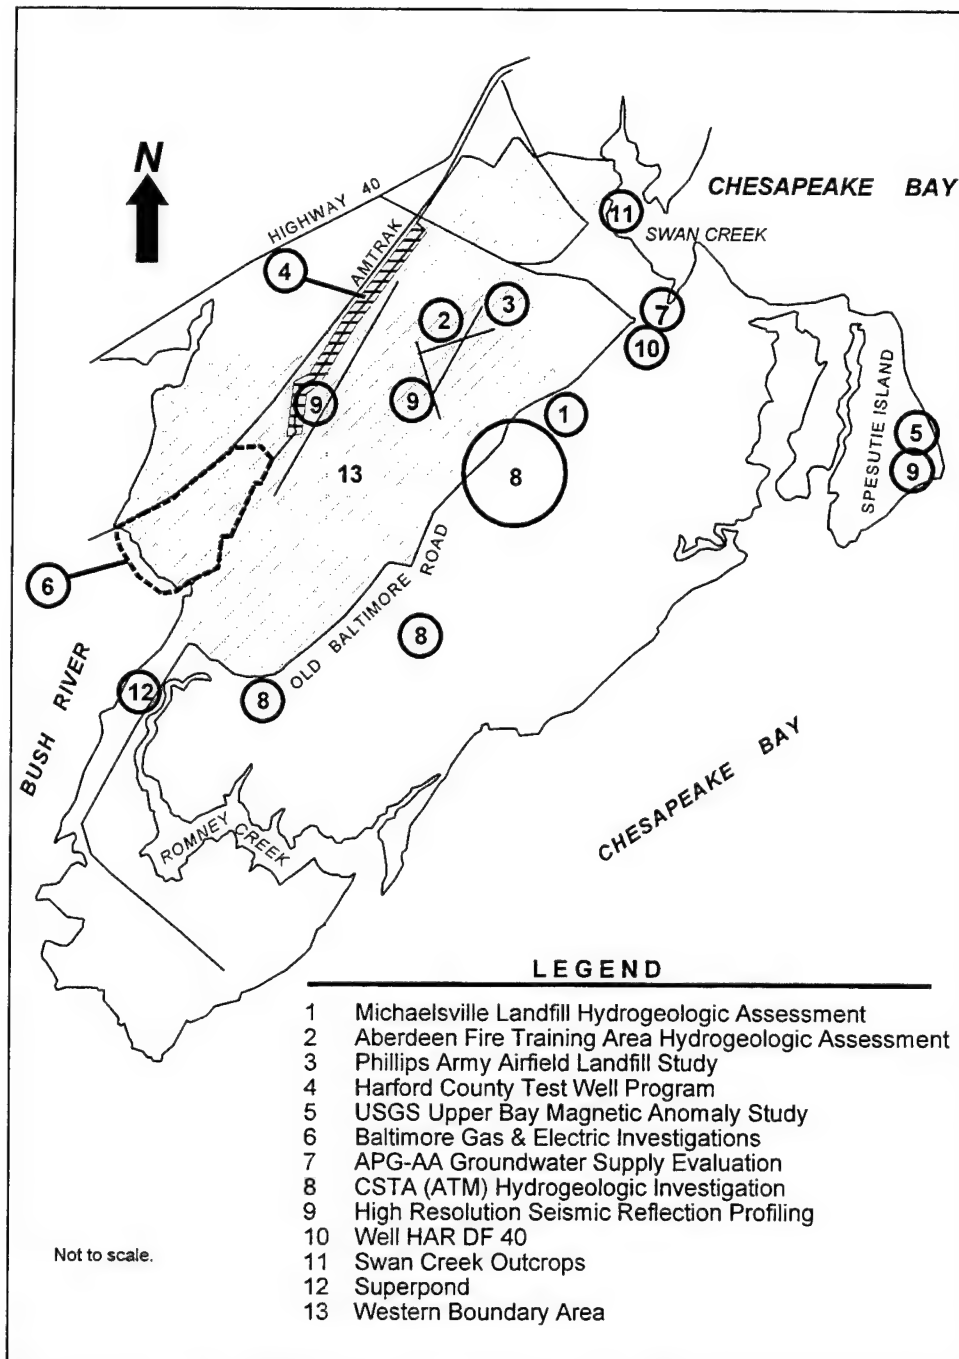 N
HIGHWAY 40
AMTRAK
CHESAPEAKE BAY
11
SWAN CREEK
4
2
3
7
10
9
9
1
13
8
SPESUTIE ISLAND
5
9
6
OLD BALTIMORE ROAD
8
BUSH RIVER
12
8
CHESAPEAKE BAY
ROMNEY CREEK
LEGEND
1 Michaelsville Landfill Hydrogeologic Assessment
2 Aberdeen Fire Training Area Hydrogeologic Assessment
3 Phillips Army Airfield Landfill Study
4 Harford County Test Well Program
5 USGS Upper Bay Magnetic Anomaly Study
6 Baltimore Gas & Electric Investigations
7 APG-AA Groundwater Supply Evaluation
8 CSTA (ATM) Hydrogeologic Investigation
9 High Resolution Seismic Reflection Profiling
10 Well HAR DF 40
11 Swan Creek Outcrops
12 Superpond
13 Western Boundary Area
Not to scale.